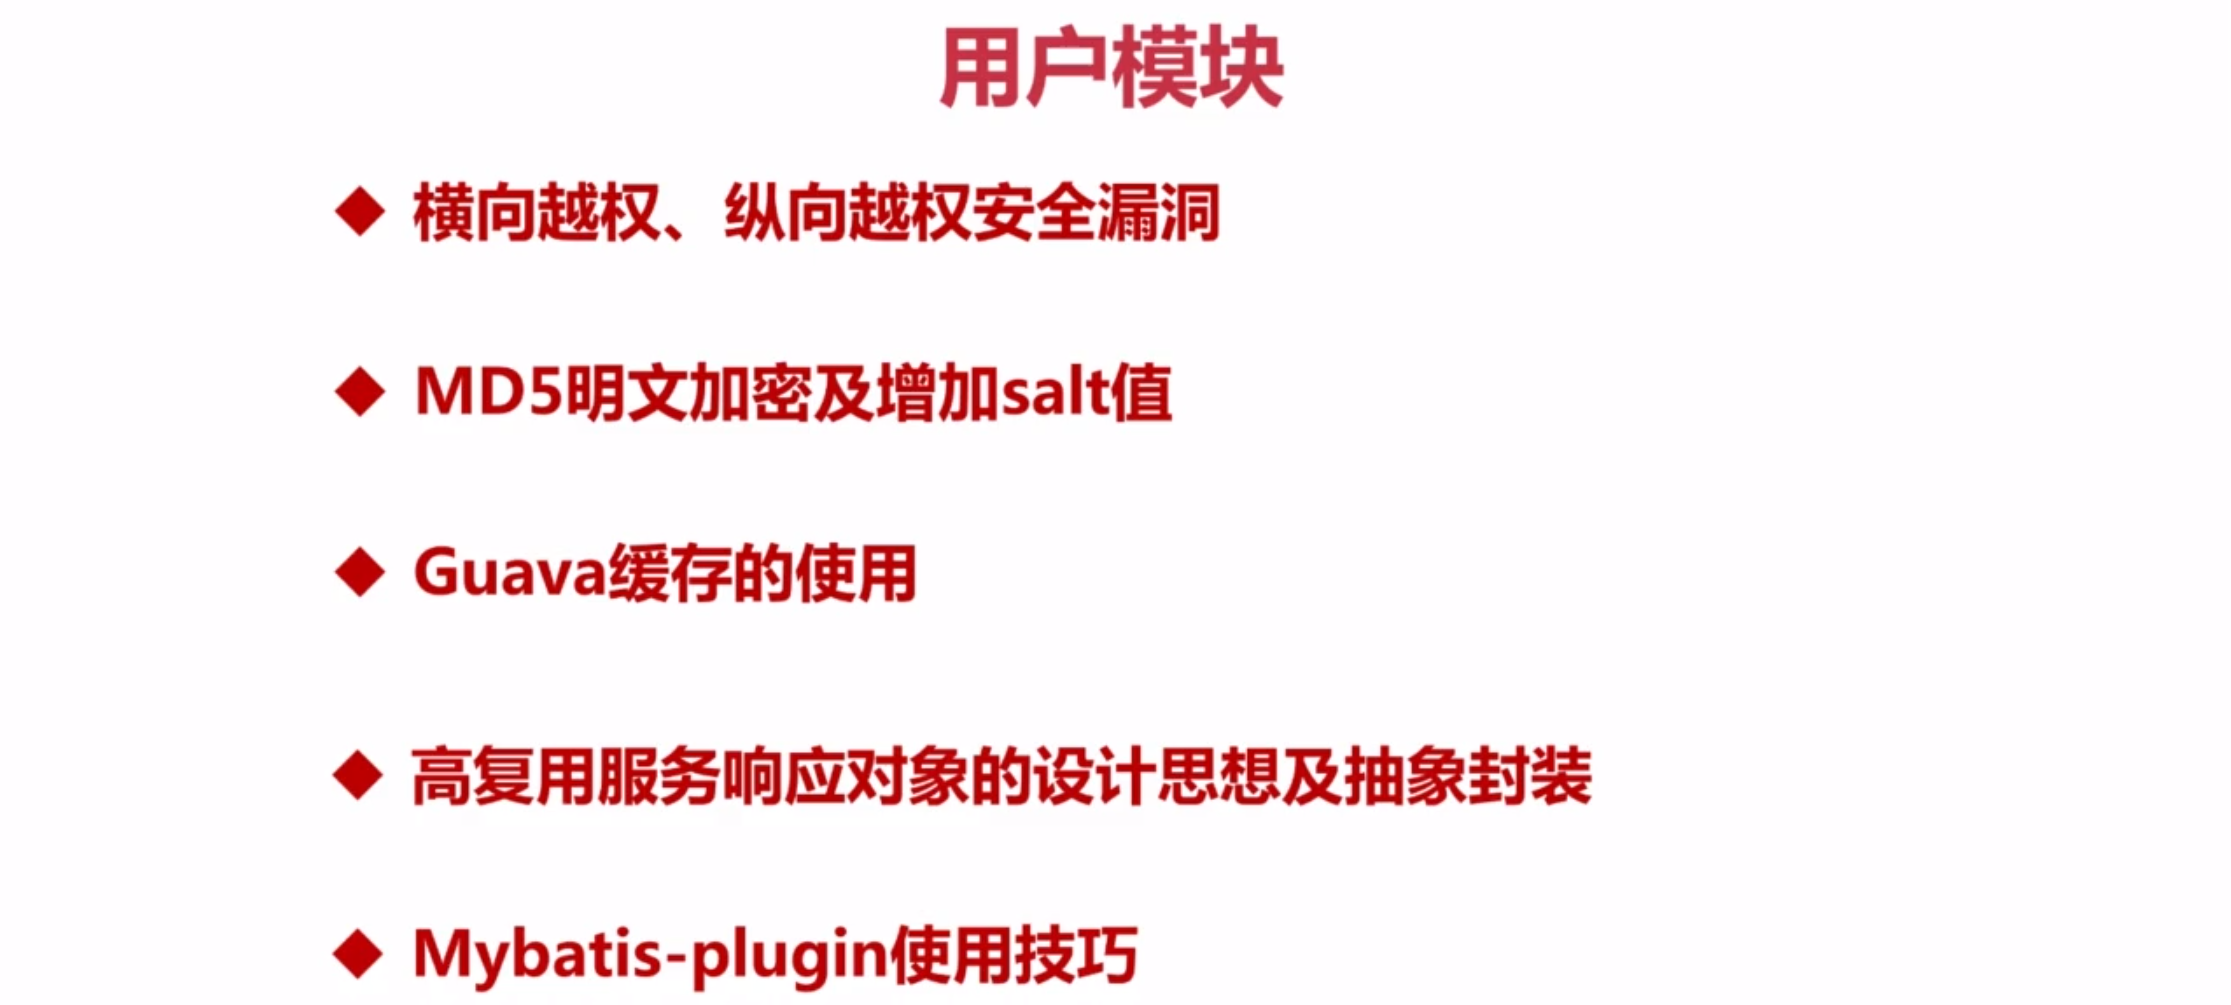 用户模块
◆ 横向越权、纵向越权安全漏洞
◆ MD5明文加密及增加salt值
◆ Guava缓存的使用
◆ 高复用服务响应对象的设计思想及抽象封装
◆ Mybatis-plugin使用技巧